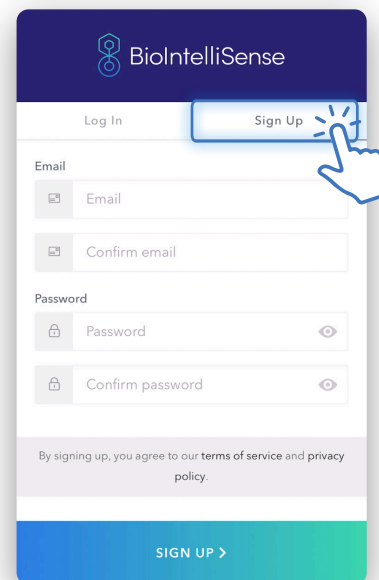 BioIntelliSense
Log In
Sign Up
Email
Email
Confirm email
Password
Password
Confirm password
By signing up, you agree to our terms of service and privacy
policy.
SIGN UP >